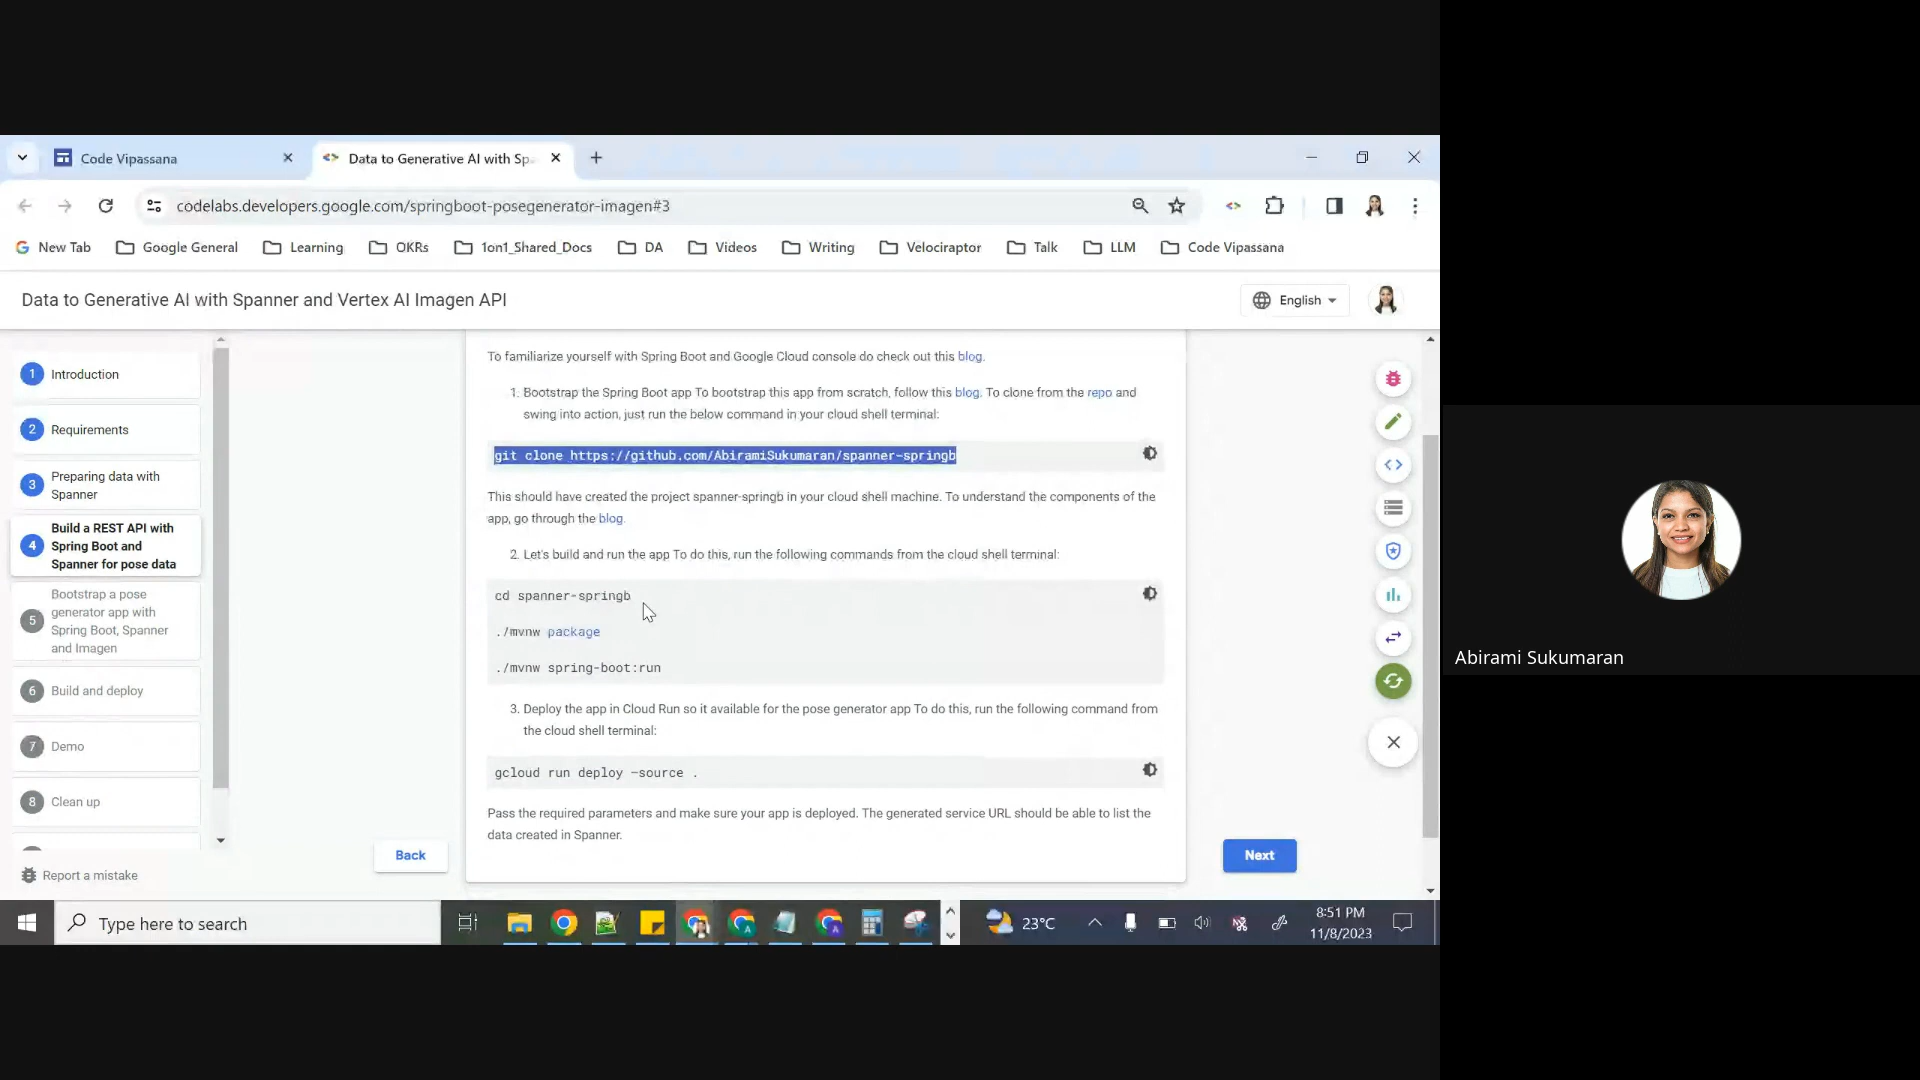 Code Vipassana
Data to Generative AI with Sp
codelabs.developers.google.com/springboot-posegenerator-imagen#3
New Tab
Google General
Learning
OKRs
1on1_Shared_Docs
DA
Videos
Writing
Velociraptor
Talk
LLM
Code Vipassana
Data to Generative AI with Spanner and Vertex AI Imagen API
English
1 Introduction
2 Requirements
3 Preparing data with
Spanner
4 Build a REST API with
Spring Boot and
Spanner for pose data
5 Bootstrap a pose
generator app with
Spring Boot, Spanner
and Imagen
6 Build and deploy
7 Demo
8 Clean up
Report a mistake
To familiarize yourself with Spring Boot and Google Cloud console do check out this blog.
1. Bootstrap the Spring Boot app To bootstrap this app from scratch, follow this blog. To clone from the repo and
swing into action, just run the below command in your cloud shell terminal:
git clone https://github.com/AbiramiSukumaran/spanner-springb
This should have created the project spanner-springb in your cloud shell machine. To understand the components of the
app, go through the blog.
2. Let's build and run the app To do this, run the following commands from the cloud shell terminal:
cd spanner-springb
./mvnw package
./mvnw spring-boot:run
3. Deploy the app in Cloud Run so it available for the pose generator app To do this, run the following command from
the cloud shell terminal:
gcloud run deploy –source .
Pass the required parameters and make sure your app is deployed. The generated service URL should be able to list the
data created in Spanner.
Back
Next
Type here to search
23°C
8:51 PM
11/8/2023
Abirami Sukumaran